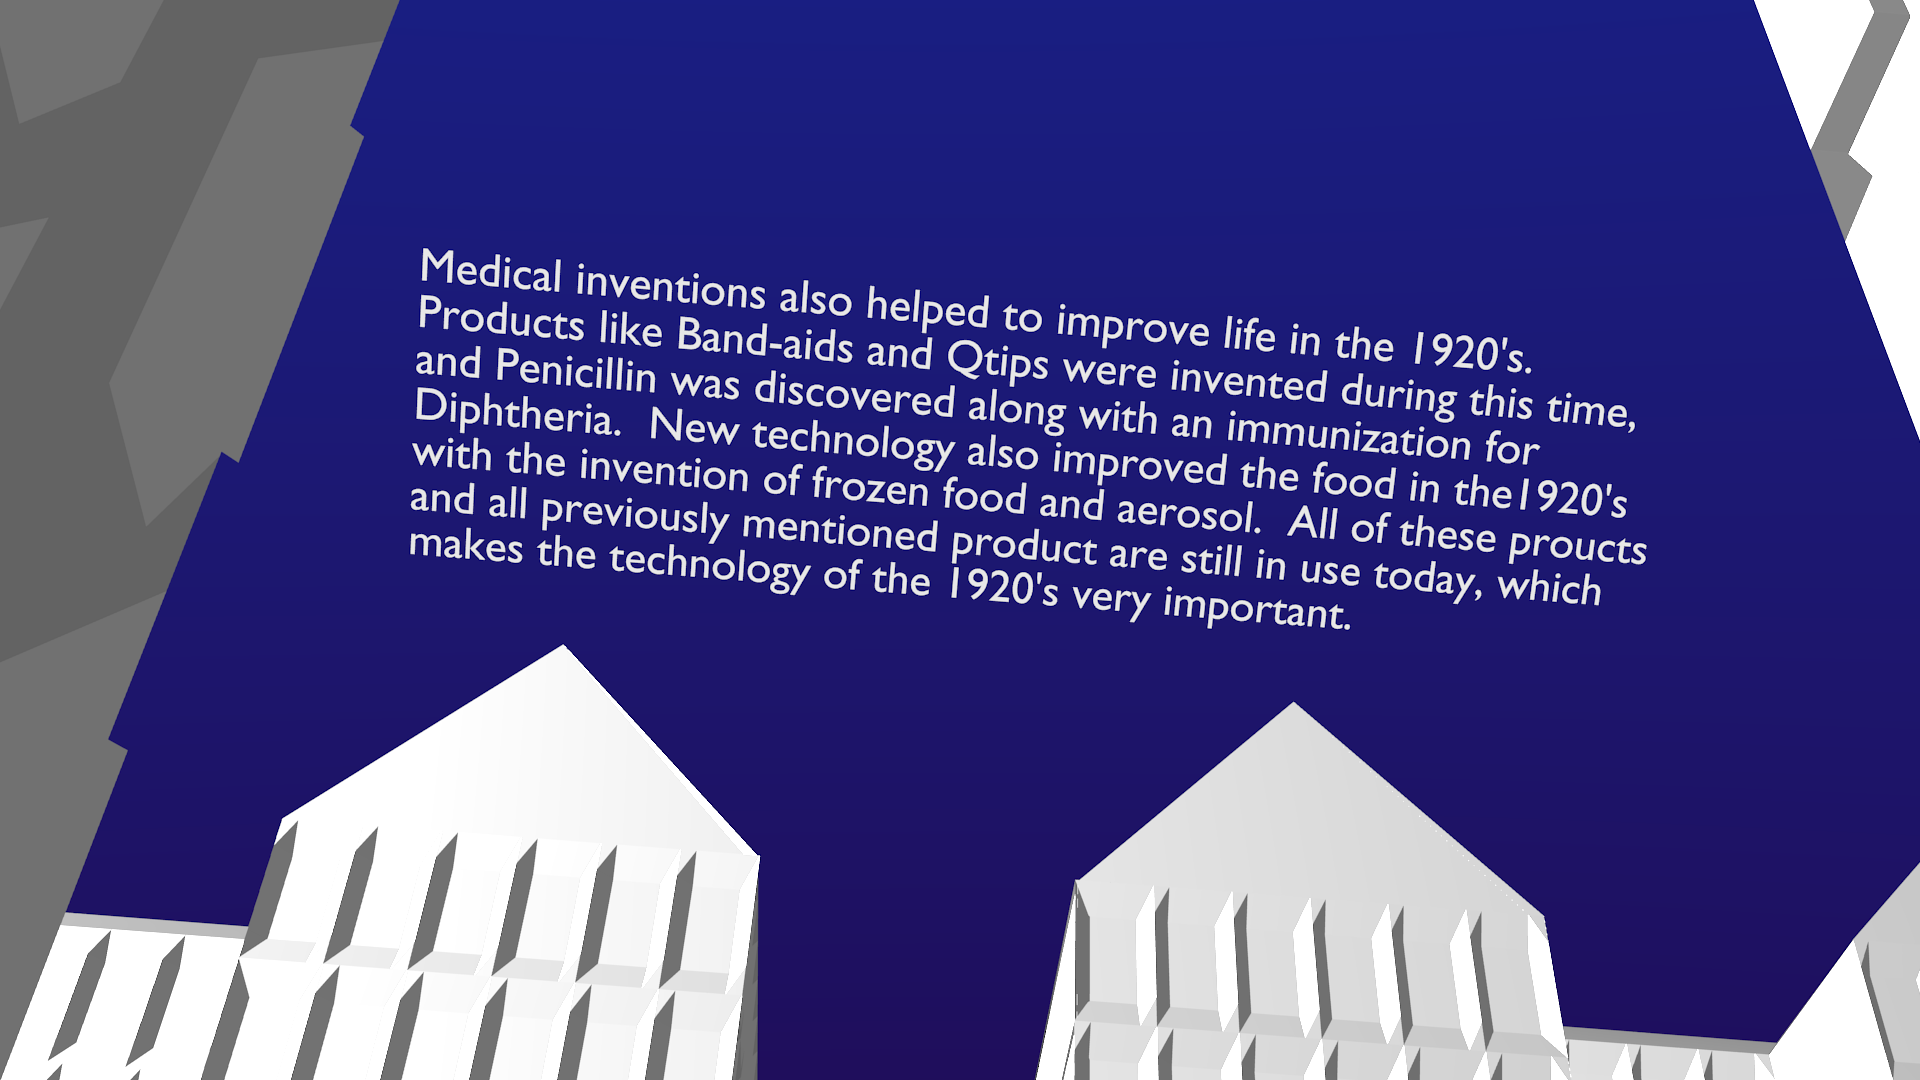 Medical inventions also helped to improve life in the 1920's.
Products like Band-aids and Qtips were invented during this time,
and Penicillin was discovered along with an immunization for
Diphtheria.  New technology also improved the food in the1920's
with the invention of frozen food and aerosol.  All of these proucts
and all previously mentioned product are still in use today, which
makes the technology of the 1920's very important.